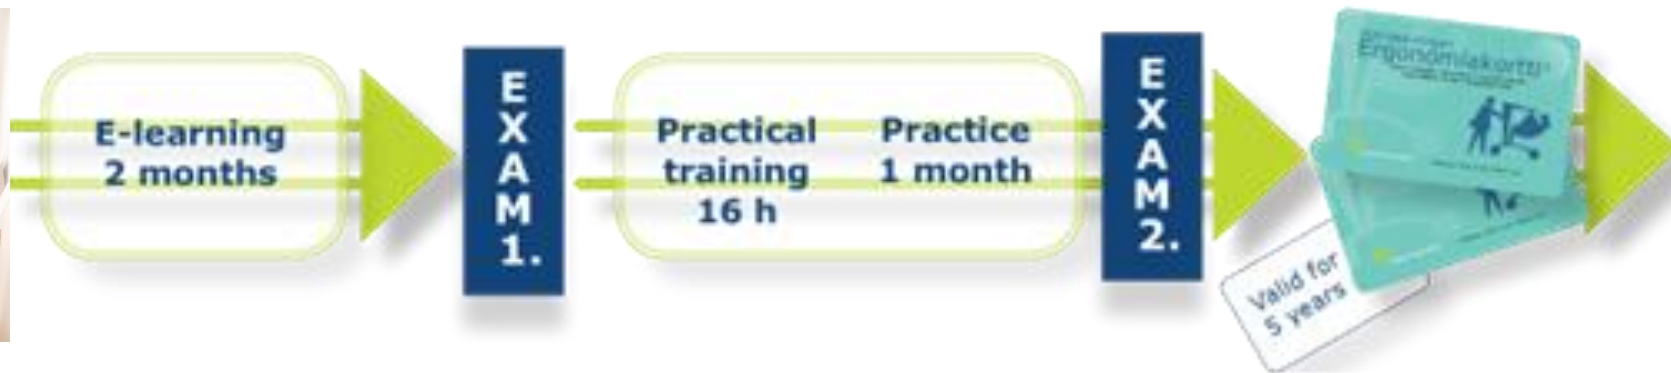 E-learning
2 months
EXAM 1.
Practical
training
16 h
Practice
1 month
EXAM 2.
Ergonomiakortti®
Valid for
5 years